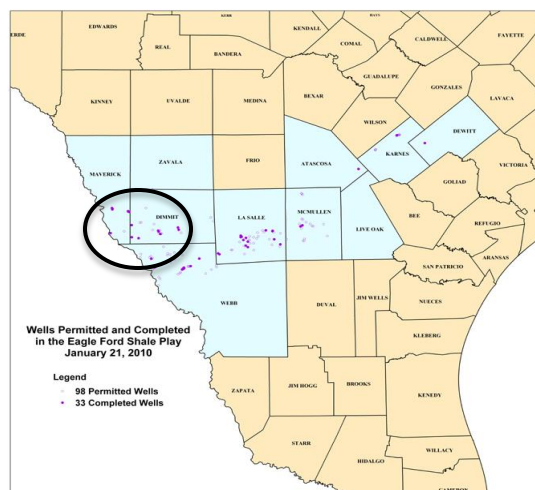 KENDALL
HAYS
EDWARDS
CALDWELL
FAYETTE
REAL
COMAL
BANDERA
GUADALUPE
BEXAR
GONZALES
KINNEY
UVALDE
MEDINA
LAVACA
WILSON
DEWITT
KARNES
MAVERICK
ZAVALA
FRIO
ATASCOSA
VICTORIA
GOLIAD
DIMMIT
LA SALLE
MCMULLEN
BEE
LIVE OAK
REFUGIO
ARANSAS
SAN PATRICIO
WEBB
DUVAL
JIM WELLS
NUECES
KLEBERG
Wells Permitted and Completed
in the Eagle Ford Shale Play
January 21, 2010
Legend
98 Permitted Wells
33 Completed Wells
ZAPATA
JIM HOGG
BROOKS
KENEDY
STARR
HIDALGO
WILLACY
CAMERON